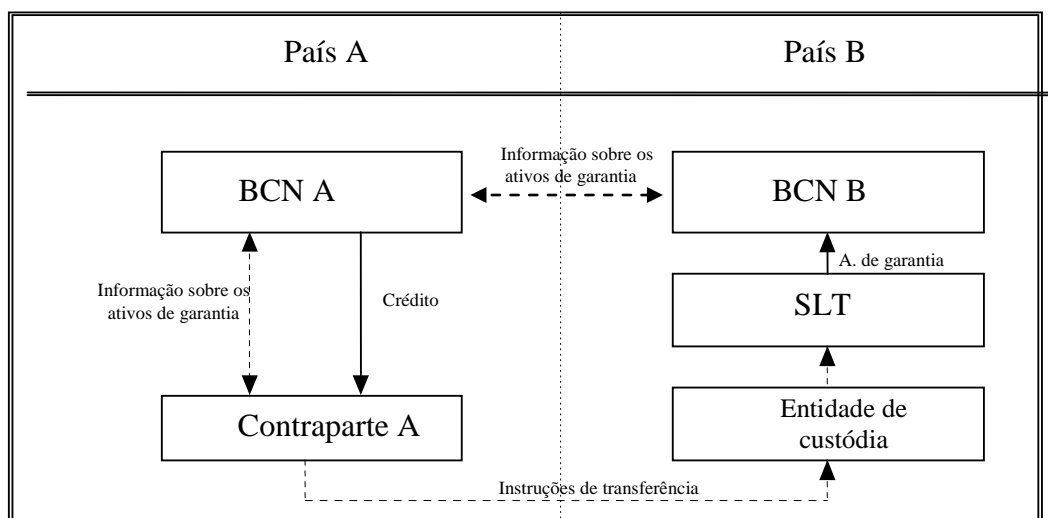 País A
País B
Informação sobre os
ativos de garantia
BCN A
BCN B
A. de garantia
Informação sobre os
ativos de garantia
Crédito
SLT
Contraparte A
Entidade de
custódia
Instruções de transferência